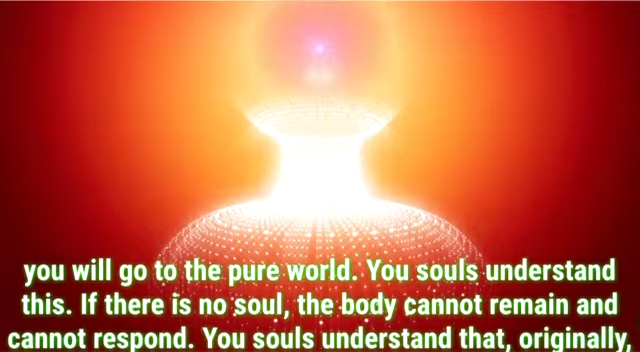 you will go to the pure world. You souls understand
this. If there is no soul, the body cannot remain and
cannot respond. You souls understand that, originally,